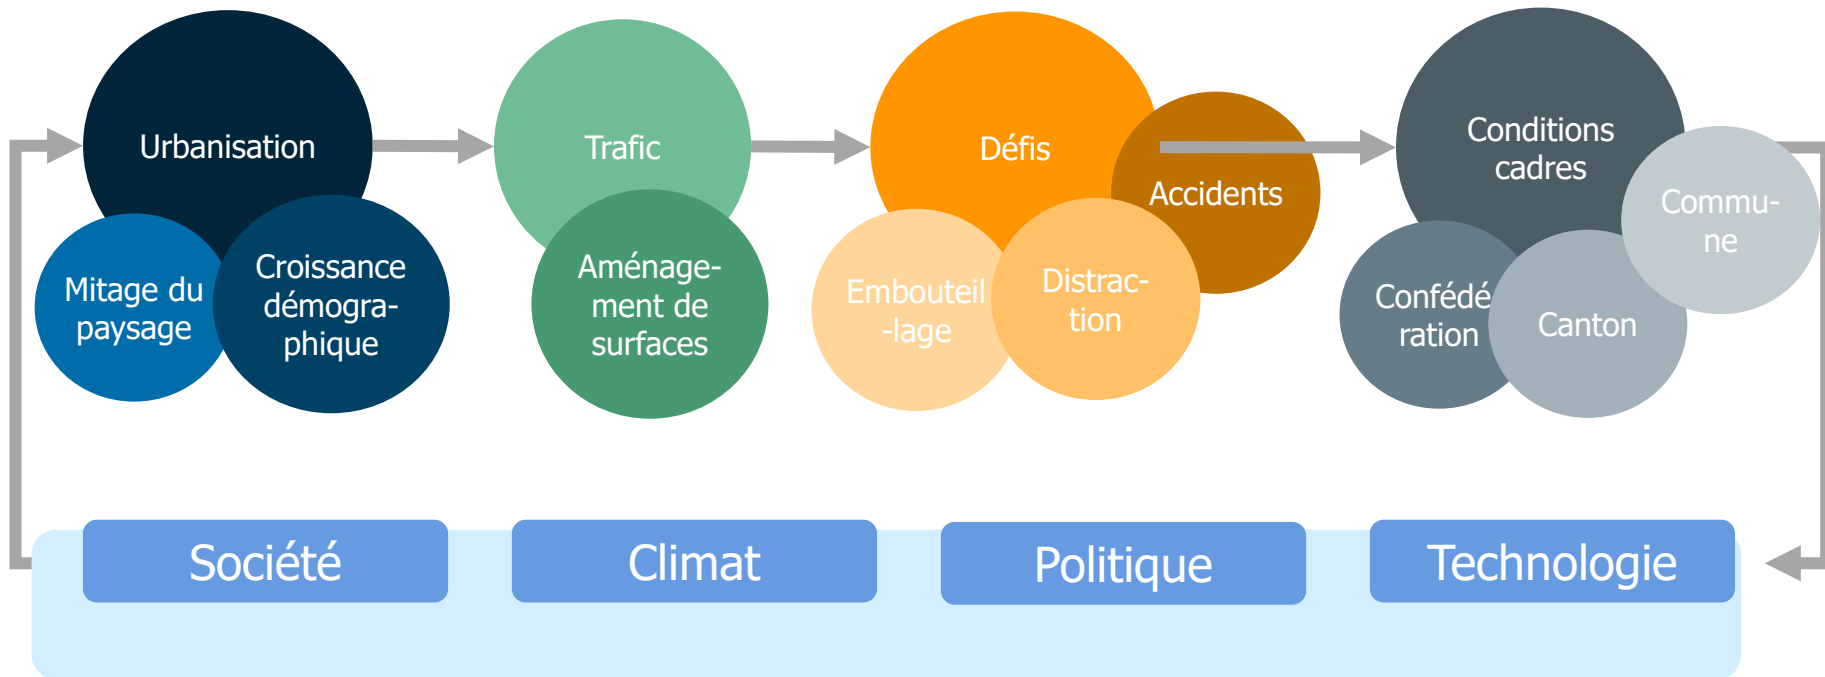 Urbanisation
Mitage du
paysage
Croissance
démogra-
phique
Trafic
Aménage-
ment de
surfaces
Défis
Accidents
Embouteil
-lage
Distrac-
tion
Conditions
cadres
Commu-
ne
Confédé
ration
Canton
Société
Climat
Politique
Technologie